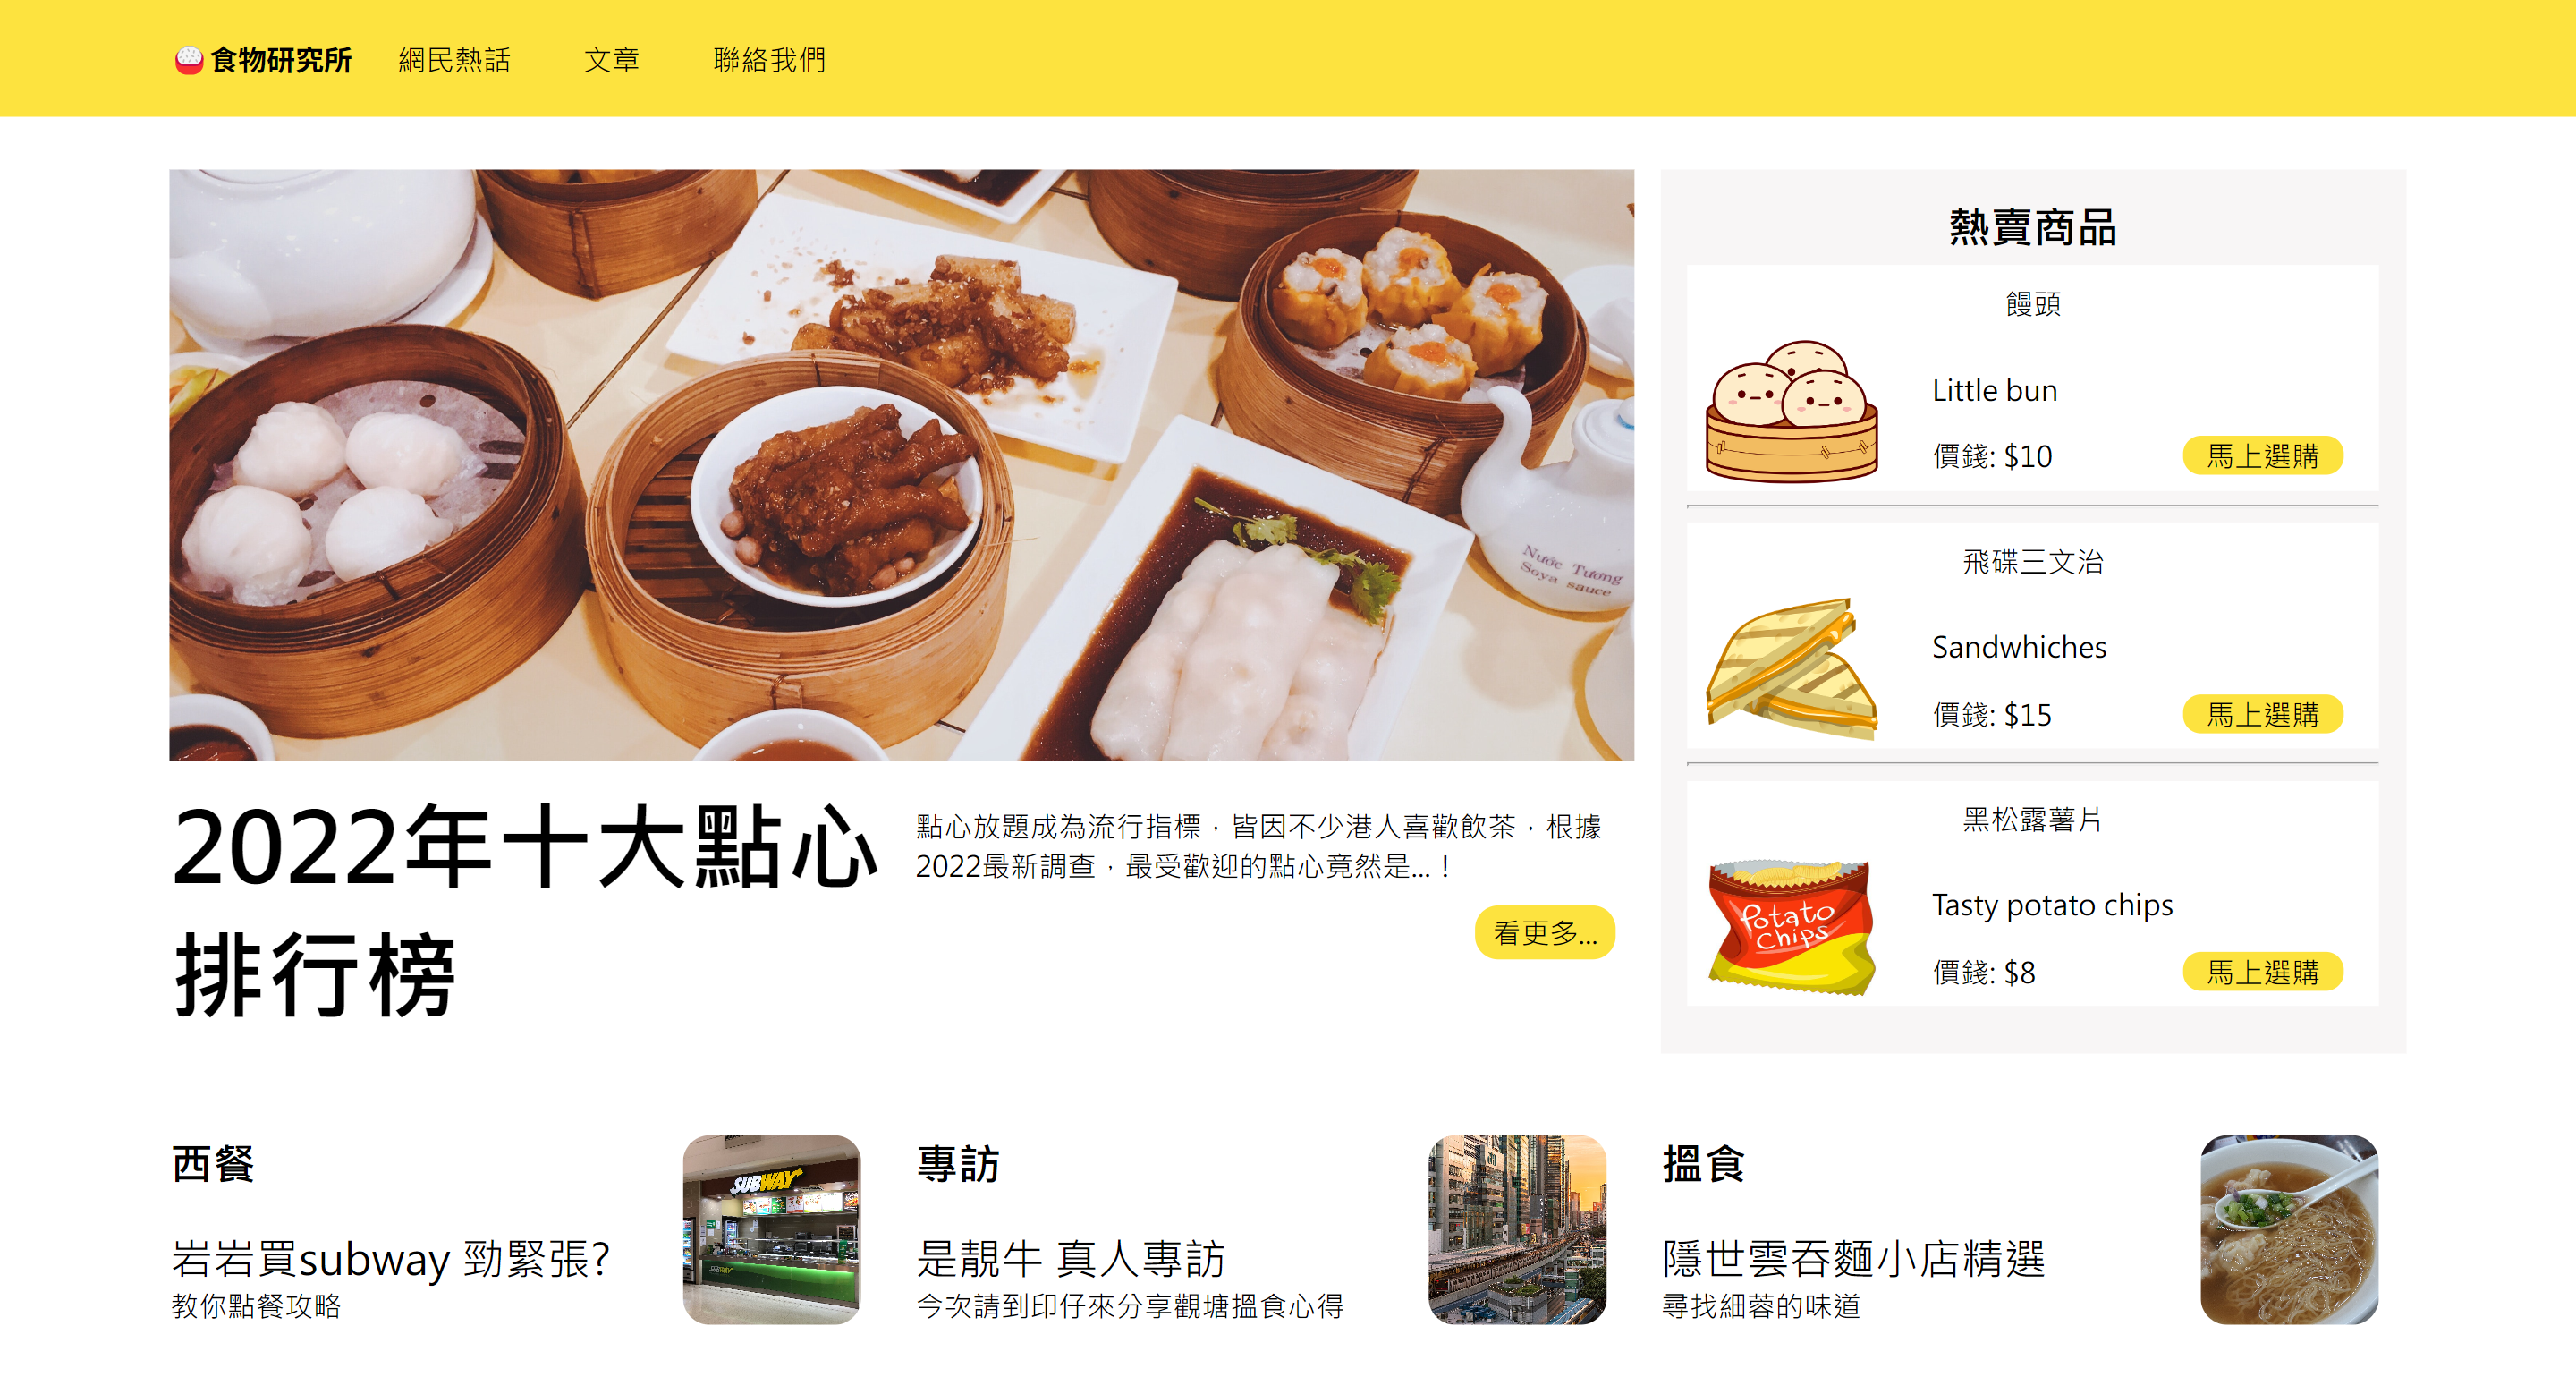 食物研究所 網民熱話 文章 聯絡我們
Nước Tương
Soya sauce
2022年十大點心
排行榜
點心放題成為流行指標，皆因不少港人喜歡飲茶，根據
2022最新調查，最受歡迎的點心竟然是...！
看更多...
熱賣商品
饅頭
Little bun
價錢: $10
馬上選購
飛碟三文治
Sandwhiches
價錢: $15
馬上選購
黑松露薯片
Potato
Chips
Tasty potato chips
價錢: $8
馬上選購
西餐
岩岩買subway 勁緊張?
教你點餐攻略
SUBWAY
專訪
是靚牛 真人專訪
今次請到印仔來分享觀塘搵食心得
搵食
隱世雲吞麵小店精選
尋找細蓉的味道